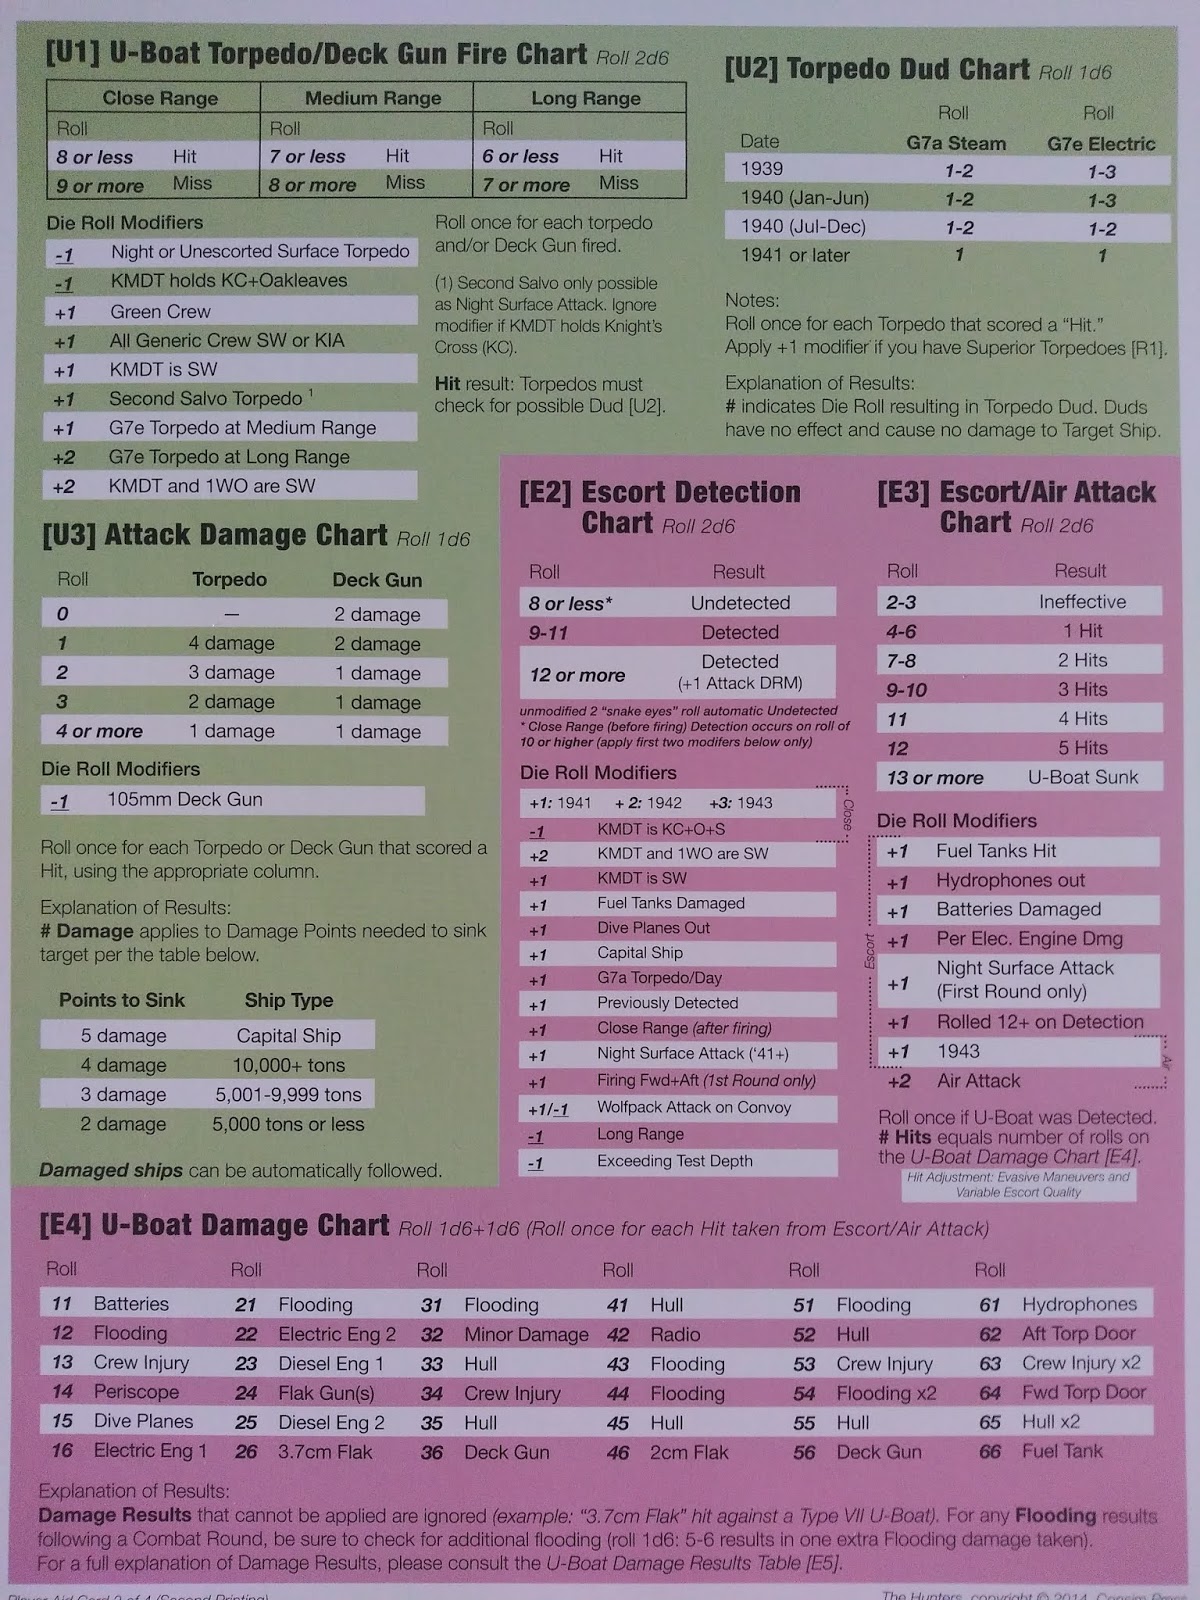 [U1] U-Boat Torpedo/Deck Gun Fire Chart Roll 2d6
Close Range Medium Range Long Range
Roll Roll Roll
8 or less Hit 7 or less Hit 6 or less Hit
9 or more Miss 8 or more Miss 7 or more Miss
Die Roll Modifiers
-1 Night or Unescorted Surface Torpedo
-1 KMDT holds KC+Oakleaves
+1 Green Crew
+1 All Generic Crew SW or KIA
+1 KMDT is SW
+1 Second Salvo Torpedo 1
+1 G7e Torpedo at Medium Range
+2 G7e Torpedo at Long Range
+2 KMDT and 1WO are SW
Roll once for each torpedo
and/or Deck Gun fired.
(1) Second Salvo only possible
as Night Surface Attack. Ignore
modifier if KMDT holds Knight's
Cross (KC).
Hit result: Torpedos must
check for possible Dud [U2].
[U2] Torpedo Dud Chart Roll 1d6
Roll Roll
Date G7a Steam G7e Electric
1939 1-2 1-3
1940 (Jan-Jun) 1-2 1-3
1940 (Jul-Dec) 1-2 1-2
1941 or later 1 1
Notes:
Roll once for each Torpedo that scored a "Hit."
Apply +1 modifier if you have Superior Torpedoes [R1].
Explanation of Results:
# indicates Die Roll resulting in Torpedo Dud. Duds
have no effect and cause no damage to Target Ship.
[U3] Attack Damage Chart Roll 1d6
Roll Torpedo Deck Gun
0 — 2 damage
1 4 damage 2 damage
2 3 damage 1 damage
3 2 damage 1 damage
4 or more 1 damage 1 damage
Die Roll Modifiers
-1 105mm Deck Gun
Roll once for each Torpedo or Deck Gun that scored a
Hit, using the appropriate column.
Explanation of Results:
# Damage applies to Damage Points needed to sink
target per the table below.
Points to Sink Ship Type
5 damage Capital Ship
4 damage 10,000+ tons
3 damage 5,001-9,999 tons
2 damage 5,000 tons or less
Damaged ships can be automatically followed.
[E2] Escort Detection
Chart Roll 2d6
Roll Result
8 or less* Undetected
9-11 Detected
12 or more Detected
(+1 Attack DRM)
unmodified 2 "snake eyes" roll automatic Undetected
* Close Range (before firing) Detection occurs on roll of
10 or higher (apply first two modifers below only)
Die Roll Modifiers
+1: 1941 + 2: 1942 +3: 1943
Close
-1 KMDT is KC+O+S
+2 KMDT and 1WO are SW
+1 KMDT is SW
+1 Fuel Tanks Damaged
+1 Dive Planes Out
+1 Capital Ship
+1 G7a Torpedo/Day
+1 Previously Detected
+1 Close Range (after firing)
+1 Night Surface Attack ('41+)
+1 Firing Fwd+Aft (1st Round only)
+1/-1 Wolfpack Attack on Convoy
-1 Long Range
-1 Exceeding Test Depth
[E3] Escort/Air Attack
Chart Roll 2d6
Roll Result
2-3 Ineffective
4-6 1 Hit
7-8 2 Hits
9-10 3 Hits
11 4 Hits
12 5 Hits
13 or more U-Boat Sunk
Die Roll Modifiers
+1 Fuel Tanks Hit
+1 Hydrophones out
+1 Batteries Damaged
+1 Per Elec. Engine Dmg
Escort
+1 Night Surface Attack
(First Round only)
+1 Rolled 12+ on Detection
+1 1943
Air
+2 Air Attack
Roll once if U-Boat was Detected.
# Hits equals number of rolls on
the U-Boat Damage Chart [E4].
Hit Adjustment: Evasive Maneuvers and
Variable Escort Quality
[E4] U-Boat Damage Chart Roll 1d6+1d6 (Roll once for each Hit taken from Escort/Air Attack)
Roll Roll Roll Roll Roll Roll
11 Batteries 21 Flooding 31 Flooding 41 Hull 51 Flooding 61 Hydrophones
12 Flooding 22 Electric Eng 2 32 Minor Damage 42 Radio 52 Hull 62 Aft Torp Door
13 Crew Injury 23 Diesel Eng 1 33 Hull 43 Flooding 53 Crew Injury 63 Crew Injury x2
14 Periscope 24 Flak Gun(s) 34 Crew Injury 44 Flooding 54 Flooding x2 64 Fwd Torp Door
15 Dive Planes 25 Diesel Eng 2 35 Hull 45 Hull 55 Hull 65 Hull x2
16 Electric Eng 1 26 3.7cm Flak 36 Deck Gun 46 2cm Flak 56 Deck Gun 66 Fuel Tank
Explanation of Results:
Damage Results that cannot be applied are ignored (example: "3.7cm Flak" hit against a Type VII U-Boat). For any Flooding results
following a Combat Round, be sure to check for additional flooding (roll 1d6: 5-6 results in one extra Flooding damage taken).
For a full explanation of Damage Results, please consult the U-Boat Damage Results Table [E5].
Player Aid Card 2 of 4 (Second Printing)
The Hunters, copyright © 2014, Consim Press